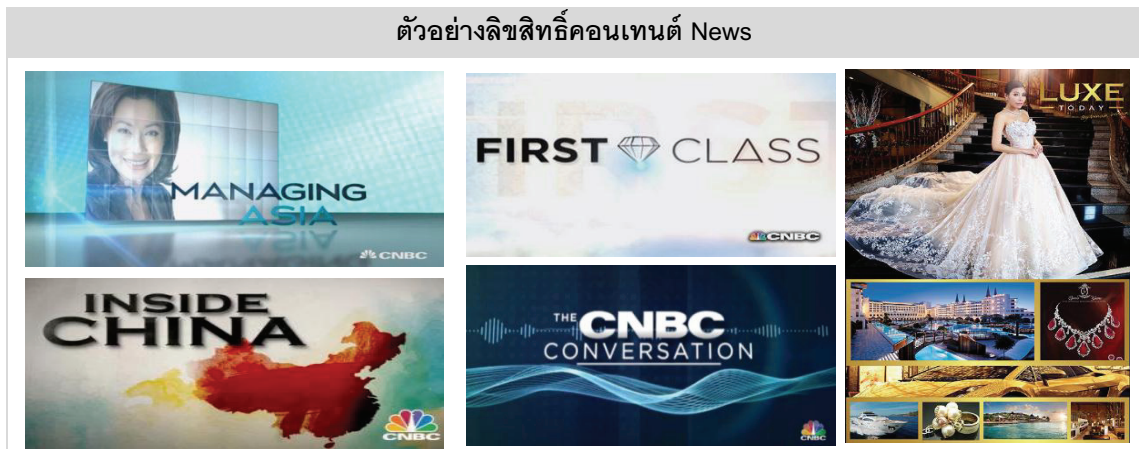 ตัวอย่างลิขสิทธิ์คอนเทนต์ News
MANAGING
ASIA
CNBC
FIRST CLASS
CNBC
LUXE
TODAY
INSIDE
CHINA
CNBC
THE CNBC
CONVERSATION
CNBC